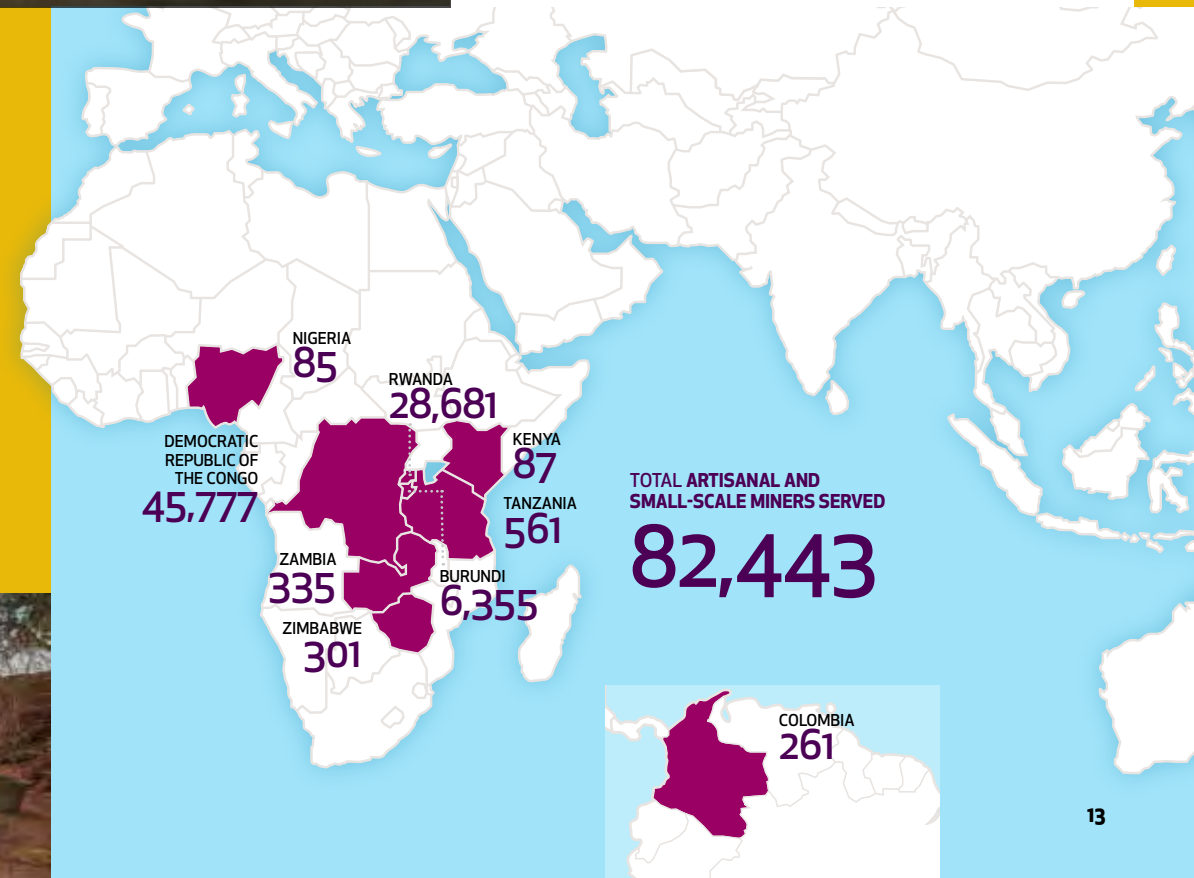 NIGERIA
85
RWANDA
28,681
DEMOCRATIC
REPUBLIC OF
THE CONGO
45,777
KENYA
87
TANZANIA
561
ZAMBIA
335
BURUNDI
6,355
ZIMBABWE
301
TOTAL ARTISANAL AND
SMALL-SCALE MINERS SERVED
82,443
COLOMBIA
261
13